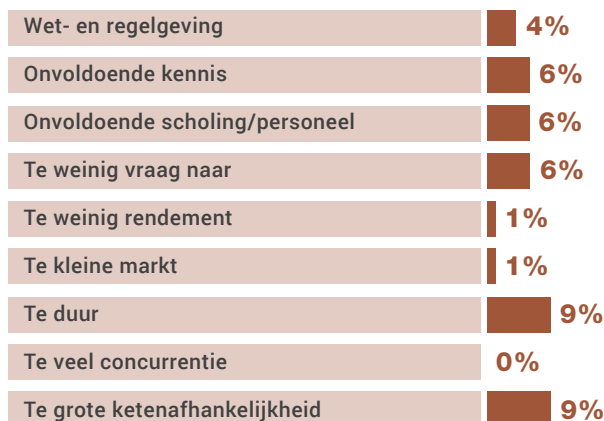 Wet- en regelgeving 4%
Onvoldoende kennis 6%
Onvoldoende scholing/personeel 6%
Te weinig vraag naar 6%
Te weinig rendement 1%
Te kleine markt 1%
Te duur 9%
Te veel concurrentie 0%
Te grote ketenafhankelijkheid 9%